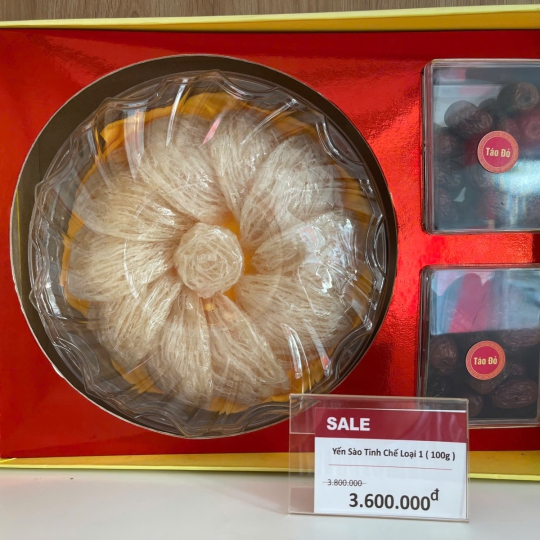 Táo Đỏ
Táo Đỏ
SALE
Yến Sào Tinh Chế Loại 1 ( 100g )
3.800.000
3.600.000đ